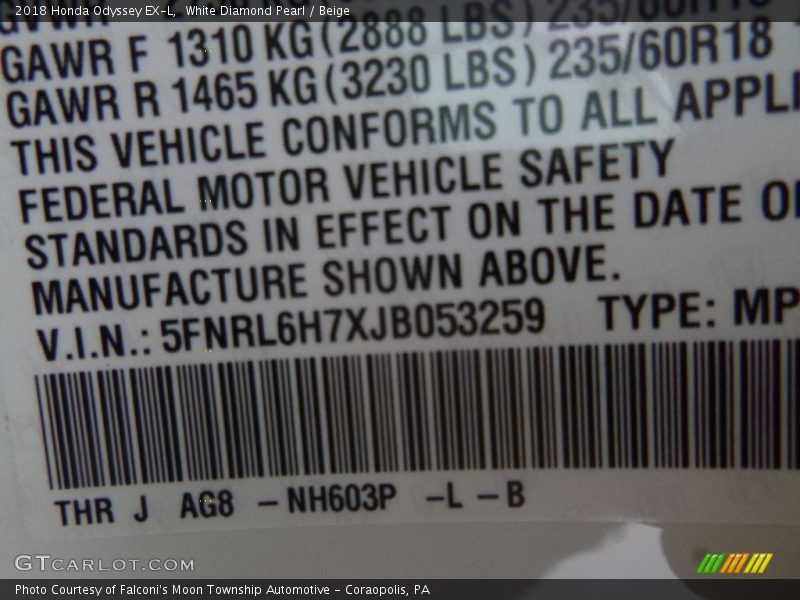 2018 Honda Odyssey EX-L, White Diamond Pearl / Beige
GAWR F 1310 KG (2888 LBS) 235/60R18
GAWR R 1465 KG (3230 LBS) 235/60R18
THIS VEHICLE CONFORMS TO ALL APPLI
FEDERAL MOTOR VEHICLE SAFETY
STANDARDS IN EFFECT ON THE DATE OF
MANUFACTURE SHOWN ABOVE.
V.I.N.: 5FNRL6H7XJB053259 TYPE: MP
THR J AG8 – NH603P –L – B
GTCARLOT.COM
Photo Courtesy of Falconi's Moon Township Automotive – Coraopolis, PA